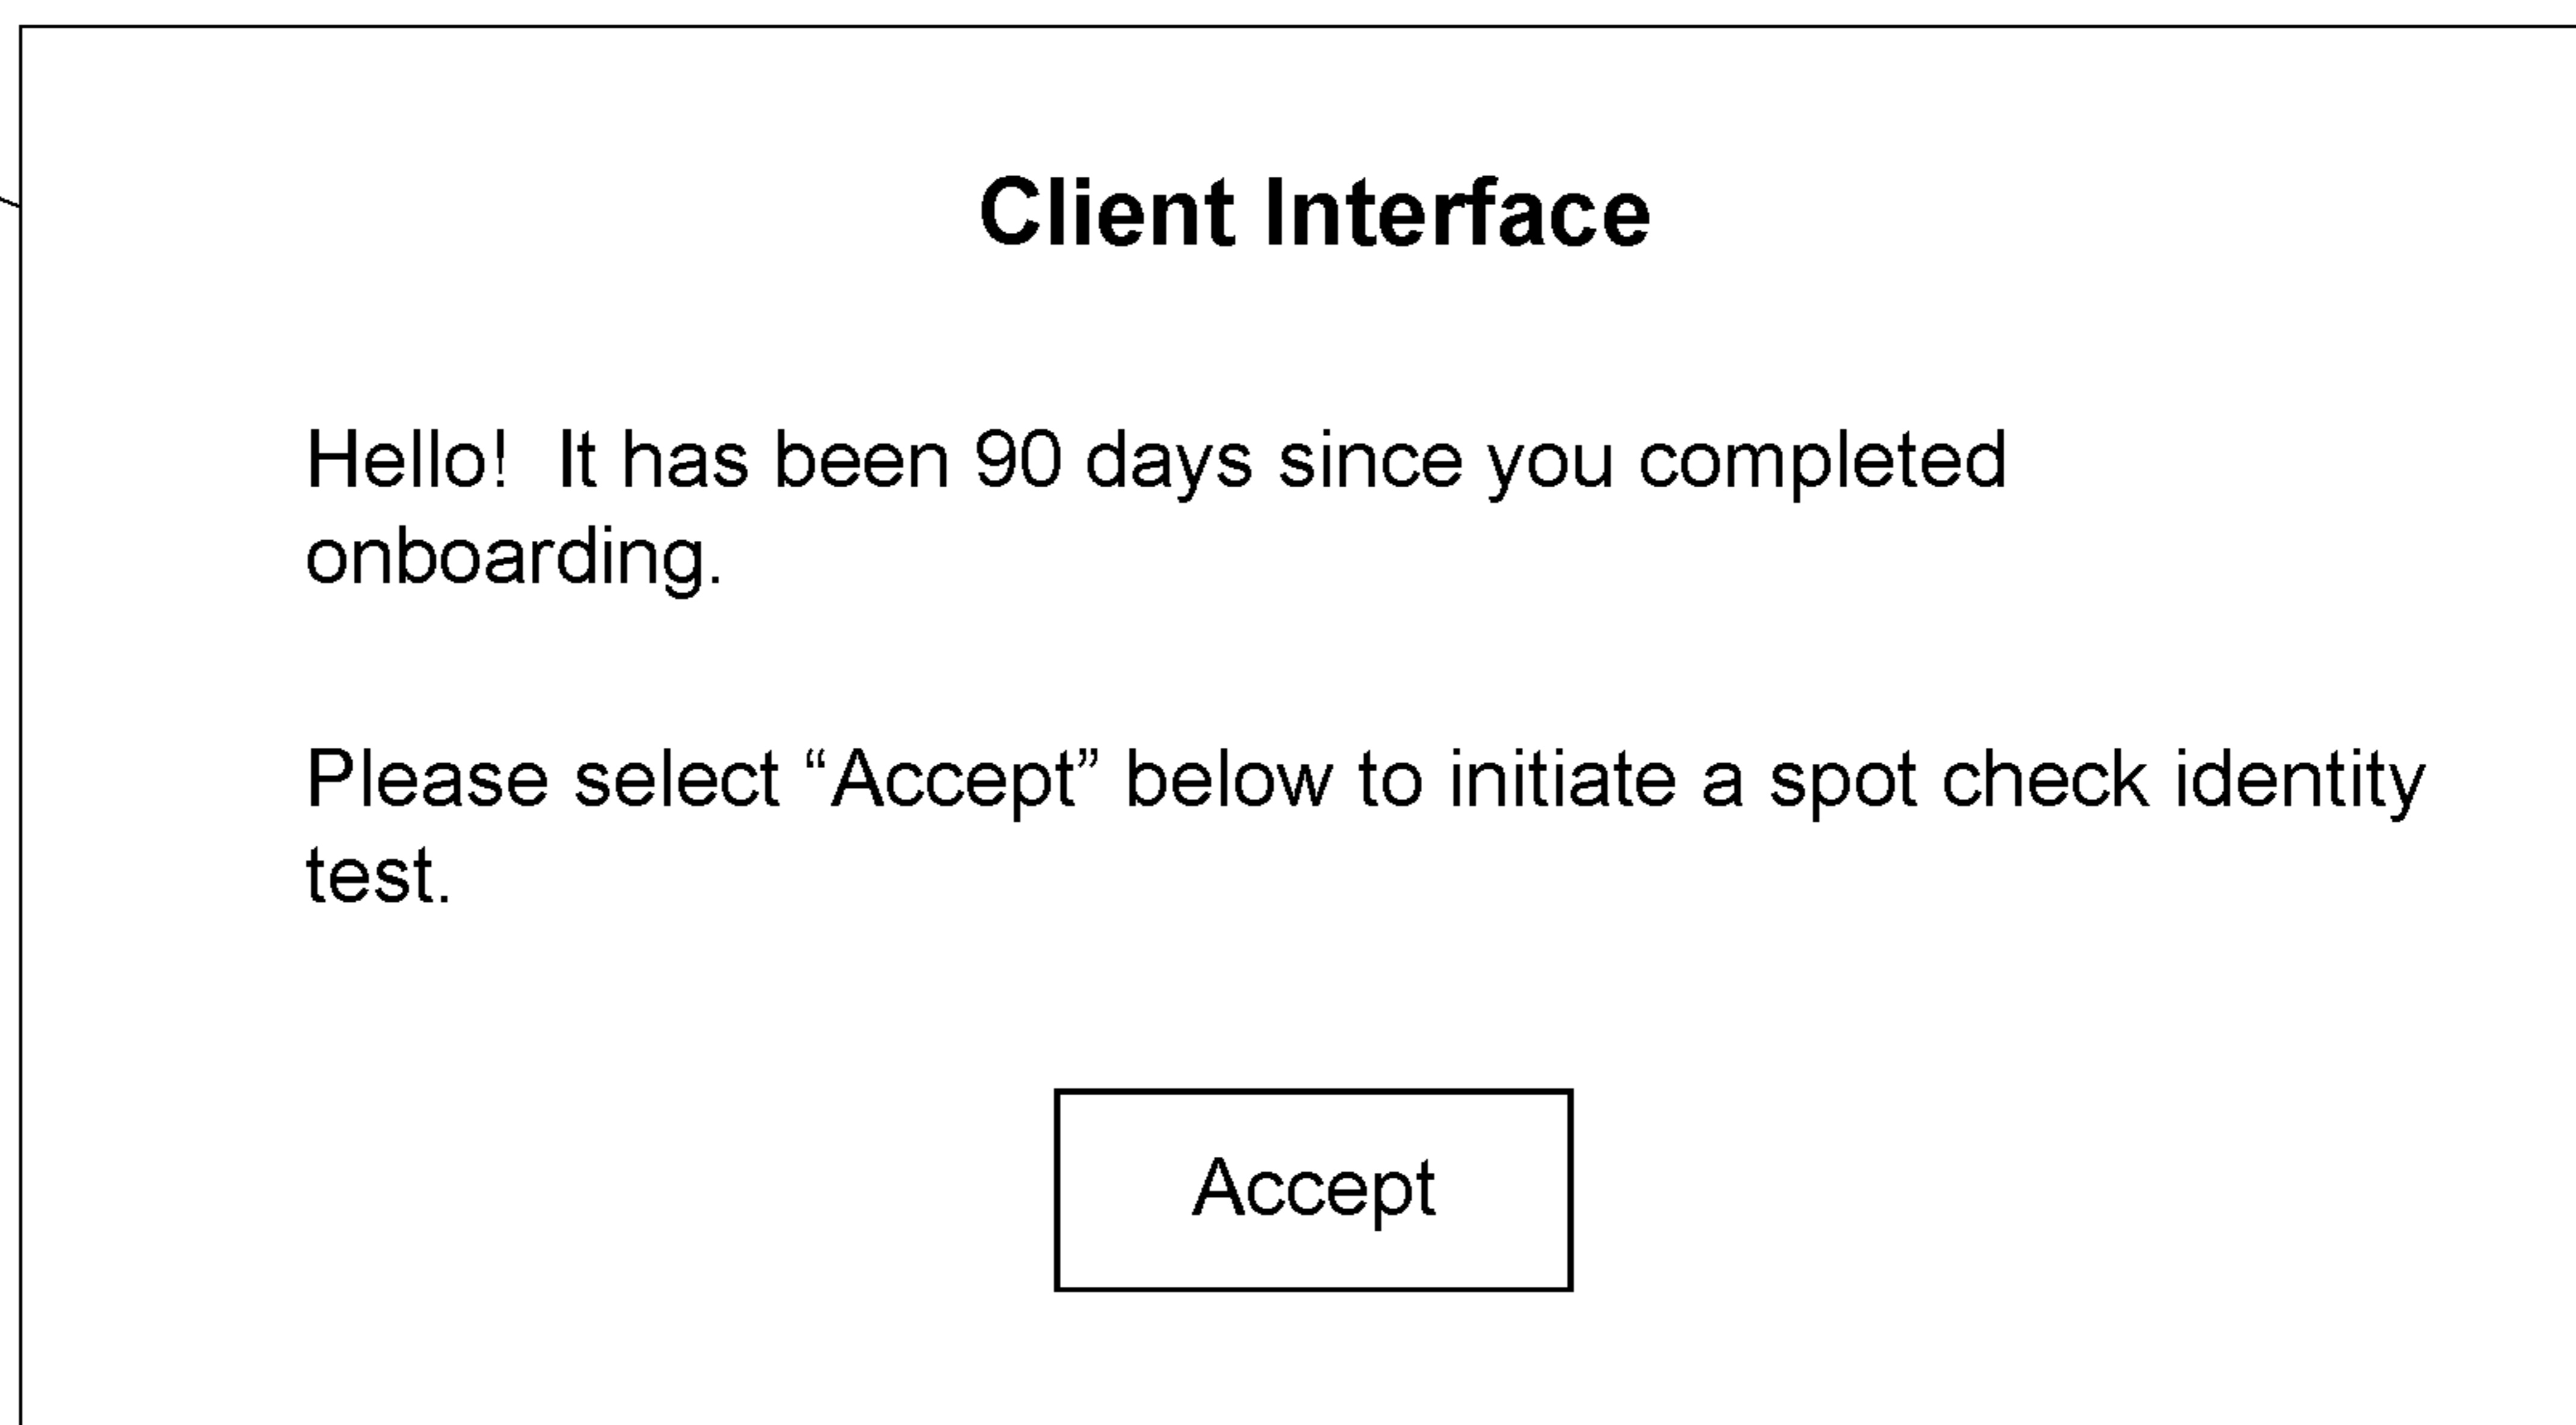 Client Interface
Hello!  It has been 90 days since you completed
onboarding.
Please select “Accept” below to initiate a spot check identity
test.
Accept